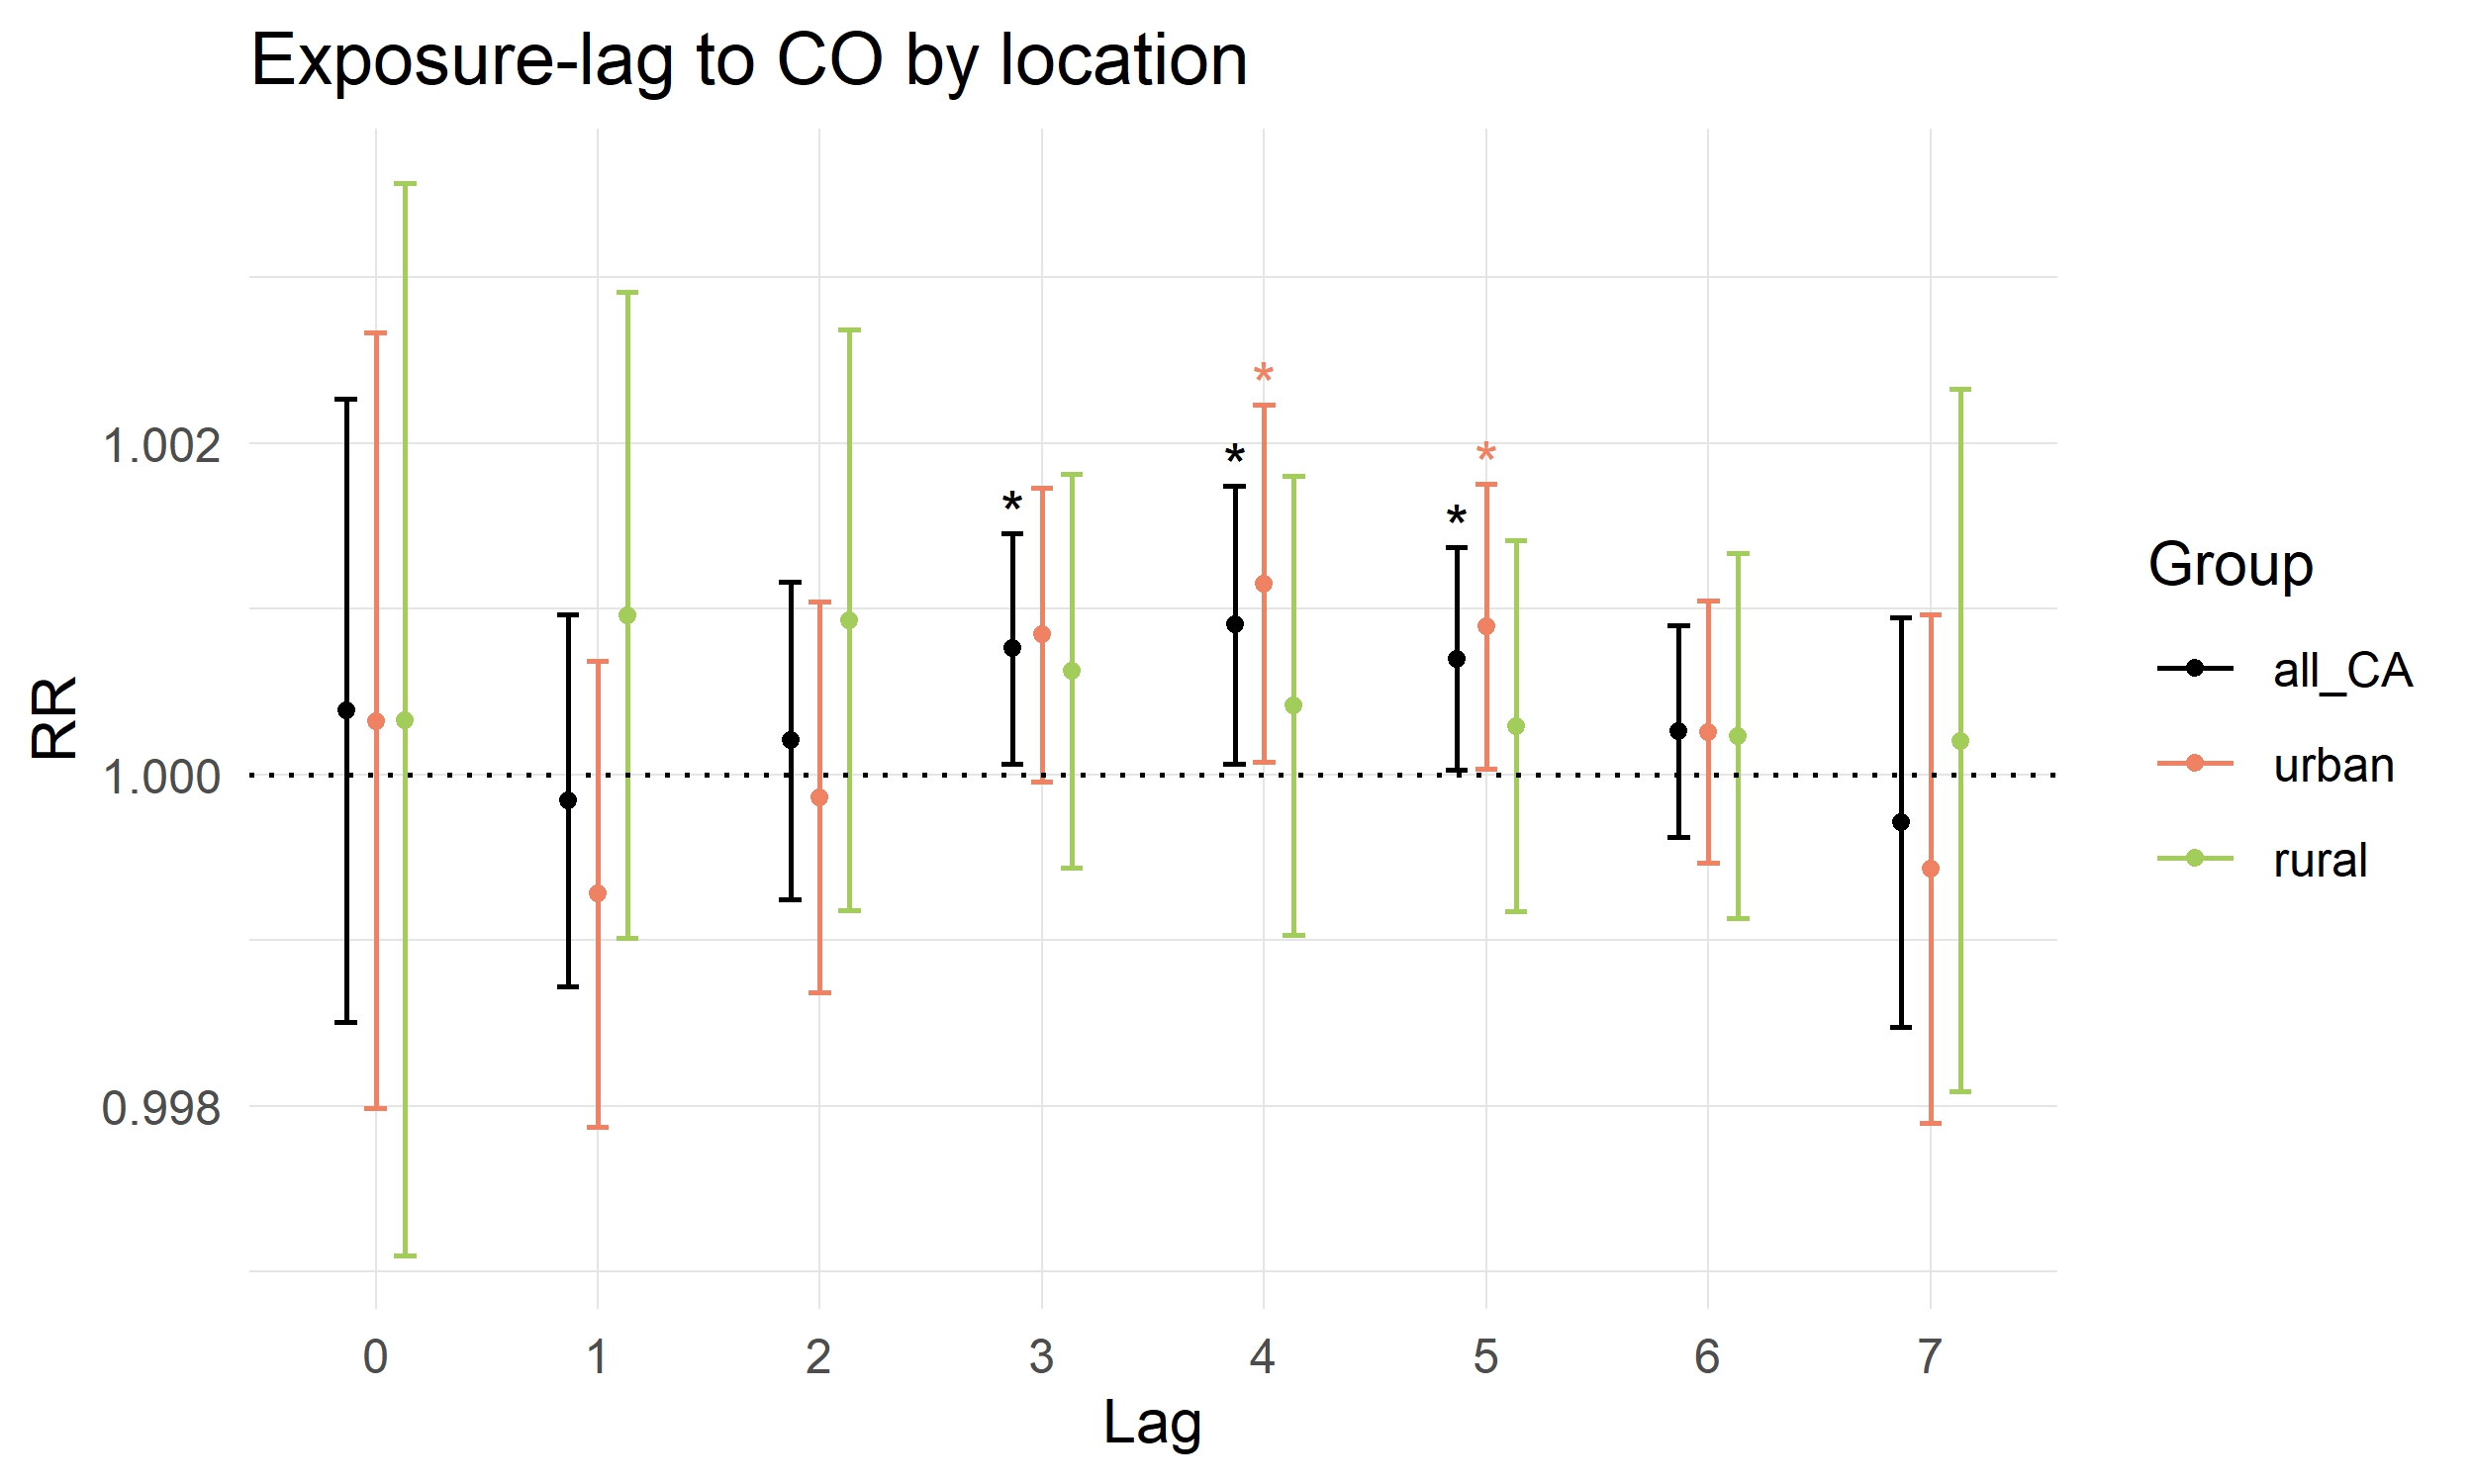 Exposure-lag to CO by location
RR
1.002
1.000
0.998
*
*
*
*
*
0 1 2 3 4 5 6 7
Lag
Group
all_CA
urban
rural